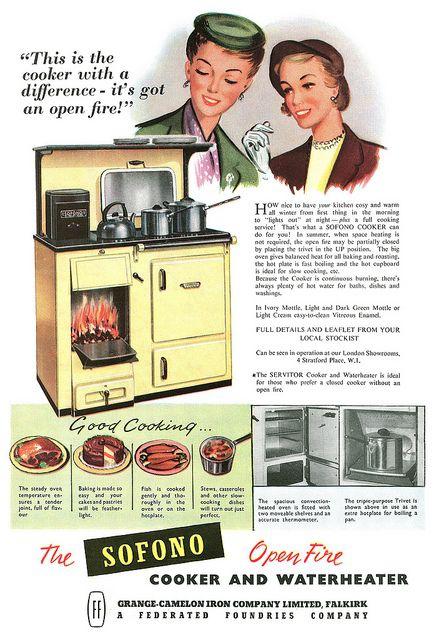 “This is the
cooker with a
difference - it's got
an open fire!”
HOW nice to have your kitchen cosy and warm
all winter from first thing in the morning
to “lights out” at night—plus a full cooking
service! That's what a SOFONO COOKER can
do for you! In summer, when space heating is
not required, the open fire may be partially closed
by placing the trivet in the UP position. The big
oven gives balanced heat for all baking and roasting,
the hot plate is fast boiling and the hot cupboard
is ideal for slow cooking, etc.
Because the Cooker is continuous burning, there's
always plenty of hot water for baths, dishes and
washings.
In Ivory Mottle, Light and Dark Green Mottle or
Light Cream easy-to-clean Vitreous Enamel.
FULL DETAILS AND LEAFLET FROM YOUR
LOCAL STOCKIST
Can be seen in operation at our London Showrooms,
4 Stratford Place, W.1.
*The SERVITOR Cooker and Waterheater is ideal
for those who prefer a closed cooker without an
open fire.
Good Cooking...
The steady oven
temperature en-
sures a tender
joint, full of flav-
our
Baking is made so
easy and your
cakes and pastries
will be feather-
light.
Fish is cooked
gently and tho-
roughly in the
oven or on the
hotplate.
Stews, casseroles
and other slow-
cooking dishes
will turn out just
perfect.
The spacious convection-
heated oven is fitted with
two moveable shelves and an
accurate thermometer.
The triple-purpose Trivet is
shown above in use as an
extra hotplate for boiling a
pan.
The SOFONO Open Fire
COOKER AND WATERHEATER
FF
GRANGE-CAMELON IRON COMPANY LIMITED, FALKIRK
A FEDERATED FOUNDRIES COMPANY